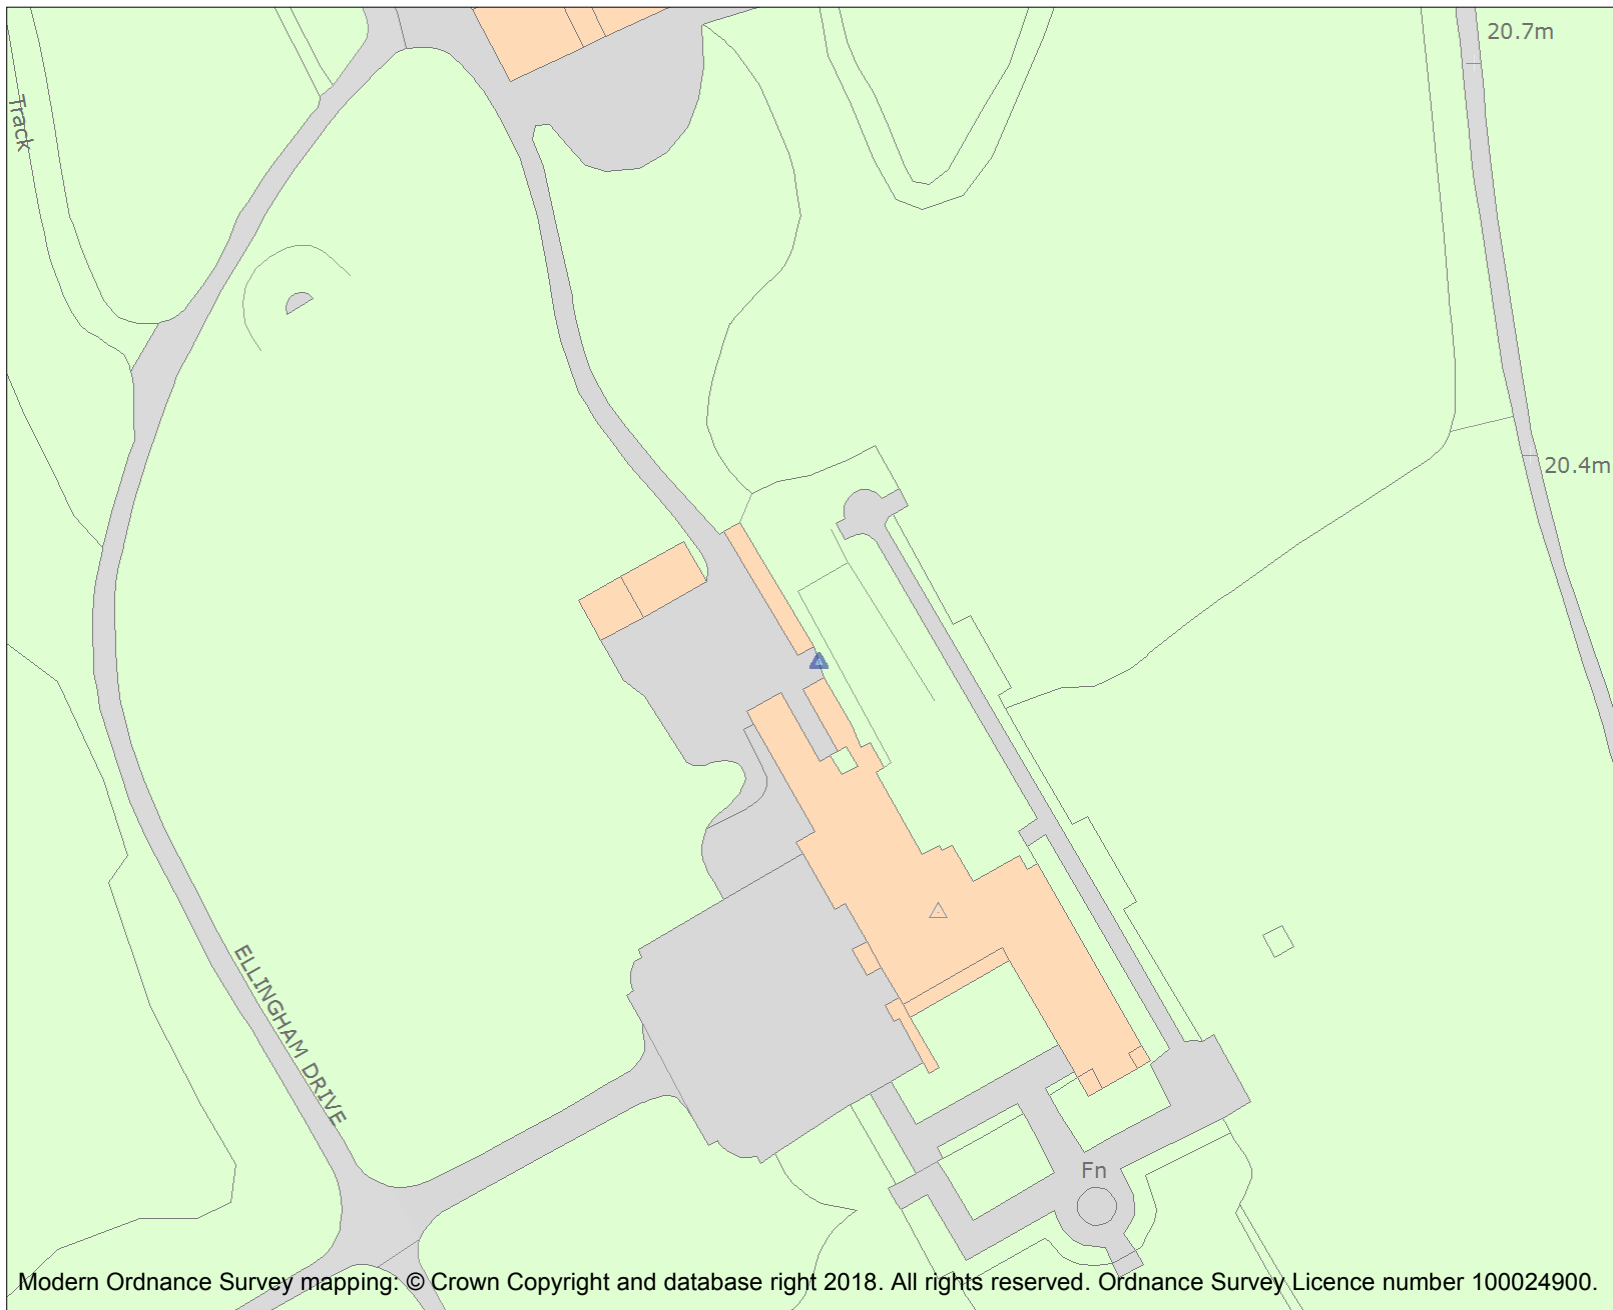 20.7m
Track
20.4m
ELLINGHAM DRIVE
Fn
Modern Ordnance Survey mapping: © Crown Copyright and database right 2018. All rights reserved. Ordnance Survey Licence number 100024900.